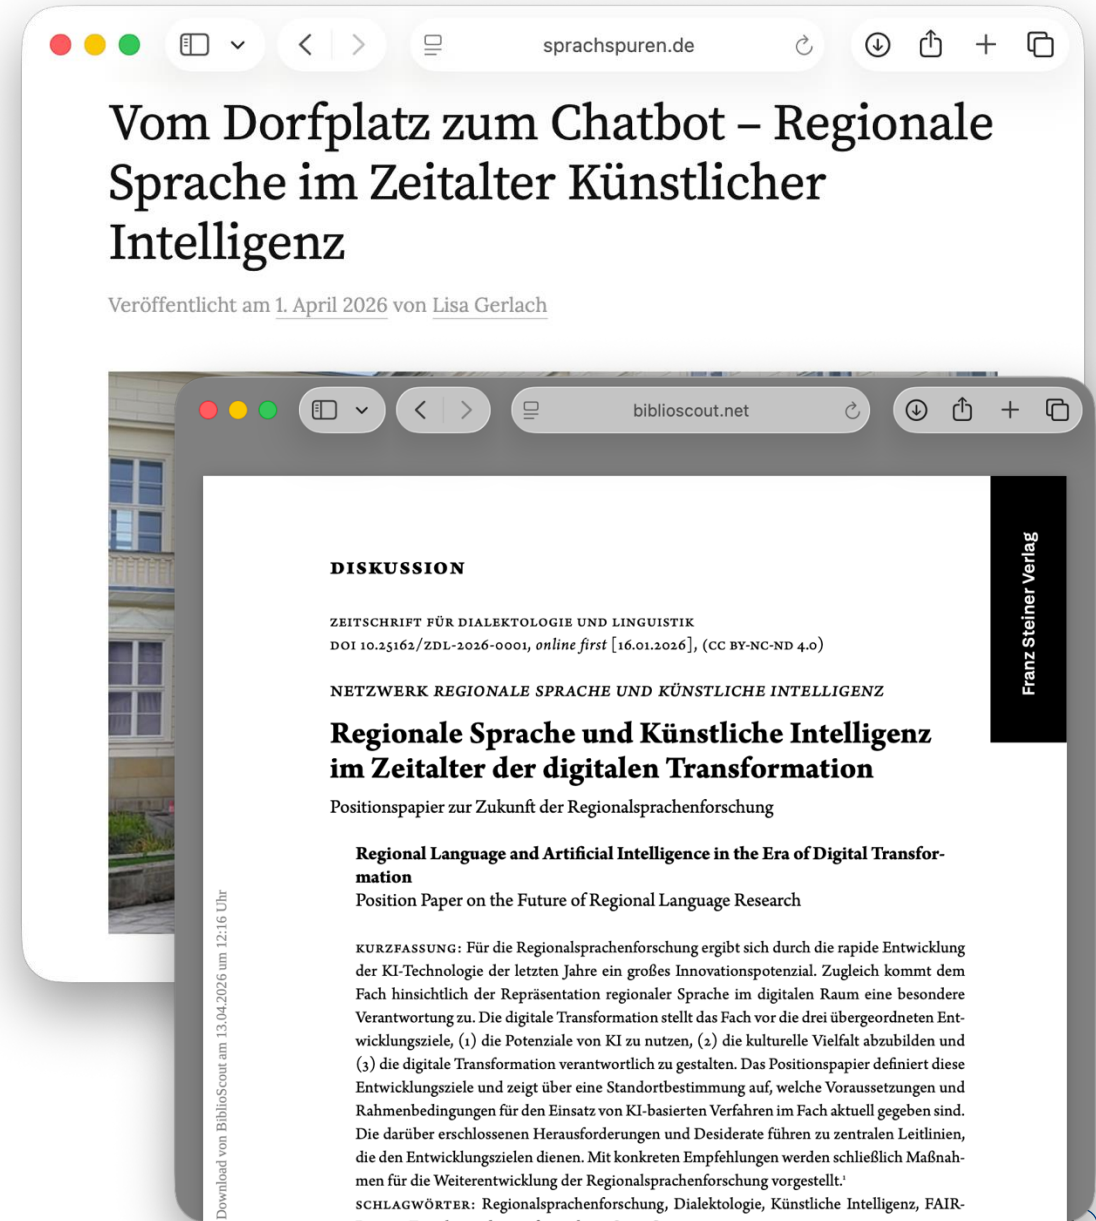 sprachspuren.de
Vom Dorfplatz zum Chatbot – Regionale
Sprache im Zeitalter Künstlicher
Intelligenz
Veröffentlicht am 1. April 2026 von Lisa Gerlach
biblioscout.net
Franz Steiner Verlag
DISKUSSION
ZEITSCHRIFT FÜR DIALEKTOLOGIE UND LINGUISTIK
DOI 10.25162/ZDL-2026-0001, online first [16.01.2026], (CC BY-NC-ND 4.0)
NETZWERK REGIONALE SPRACHE UND KÜNSTLICHE INTELLIGENZ
Regionale Sprache und Künstliche Intelligenz
im Zeitalter der digitalen Transformation
Positionspapier zur Zukunft der Regionalsprachenforschung
Regional Language and Artificial Intelligence in the Era of Digital Transfor-
mation
Position Paper on the Future of Regional Language Research
KURZFASSUNG: Für die Regionalsprachenforschung ergibt sich durch die rapide Entwicklung
der KI-Technologie der letzten Jahre ein großes Innovationspotenzial. Zugleich kommt dem
Fach hinsichtlich der Repräsentation regionaler Sprache im digitalen Raum eine besondere
Verantwortung zu. Die digitale Transformation stellt das Fach vor die drei übergeordneten Ent-
wicklungsziele, (1) die Potenziale von KI zu nutzen, (2) die kulturelle Vielfalt abzubilden und
(3) die digitale Transformation verantwortlich zu gestalten. Das Positionspapier definiert diese
Entwicklungsziele und zeigt über eine Standortbestimmung auf, welche Voraussetzungen und
Rahmenbedingungen für den Einsatz von KI-basierten Verfahren im Fach aktuell gegeben sind.
Die darüber erschlossenen Herausforderungen und Desiderate führen zu zentralen Leitlinien,
die den Entwicklungszielen dienen. Mit konkreten Empfehlungen werden schließlich Maßnah-
men für die Weiterentwicklung der Regionalsprachenforschung vorgestellt.¹
SCHLAGWÖRTER: Regionalsprachenforschung, Dialektologie, Künstliche Intelligenz, FAIR-
Download von BiblioScout am 13.04.2026 um 12:16 Uhr